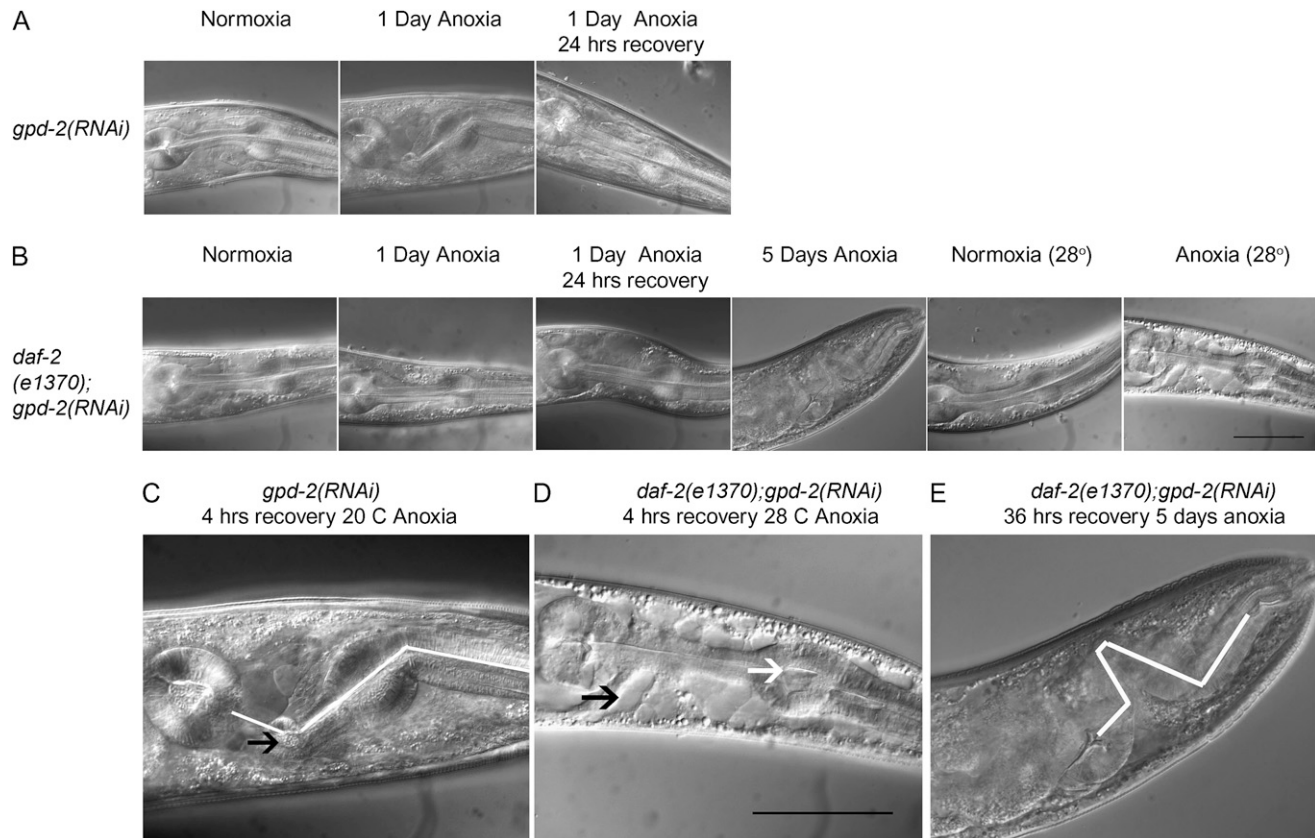 A
Normoxia
1 Day Anoxia
1 Day Anoxia
24 hrs recovery
gpd-2(RNAi)
B
Normoxia
1 Day Anoxia
1 Day Anoxia
24 hrs recovery
5 Days Anoxia
Normoxia (28º)
Anoxia (28º)
daf-2
(e1370);
gpd-2(RNAi)
C
gpd-2(RNAi)
4 hrs recovery 20 C Anoxia
D
daf-2(e1370);gpd-2(RNAi)
4 hrs recovery 28 C Anoxia
E
daf-2(e1370);gpd-2(RNAi)
36 hrs recovery 5 days anoxia